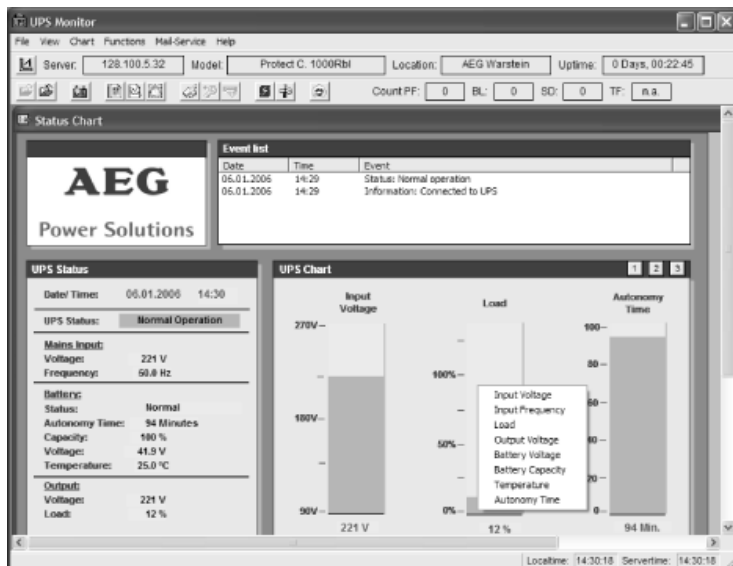 UPS Monitor
File View Chart Functions Mail-Service Help
Server: 128.100.5.32 Model: Protect C. 1000Rbl Location: AEG Warstein Uptime: 0 Days, 00:22:45
Count PF: 0 BL: 0 SD: 0 TF: n.a.
Status Chart
AEG
Power Solutions
Event list
Date Time Event
06.01.2006 14:29 Status: Normal operation
06.01.2006 14:29 Information: Connected to UPS
UPS Status
Date/ Time: 06.01.2006 14:30
UPS Status: Normal Operation
Mains Input:
Voltage: 221 V
Frequency: 50.0 Hz
Battery:
Status: Normal
Autonomy Time: 94 Minutes
Capacity: 100 %
Voltage: 41.9 V
Temperature: 25.0 °C
Output:
Voltage: 221 V
Load: 12 %
UPS Chart 1 2 3
Input
Voltage
270V
180V
90V
221 V
Load
100%
50%
0%
12 %
Input Voltage
Input Frequency
Load
Output Voltage
Battery Voltage
Battery Capacity
Temperature
Autonomy Time
Autonomy
Time
100
80
60
40
20
0
94 Min.
Localtime: 14:30:18 Servertime: 14:30:18